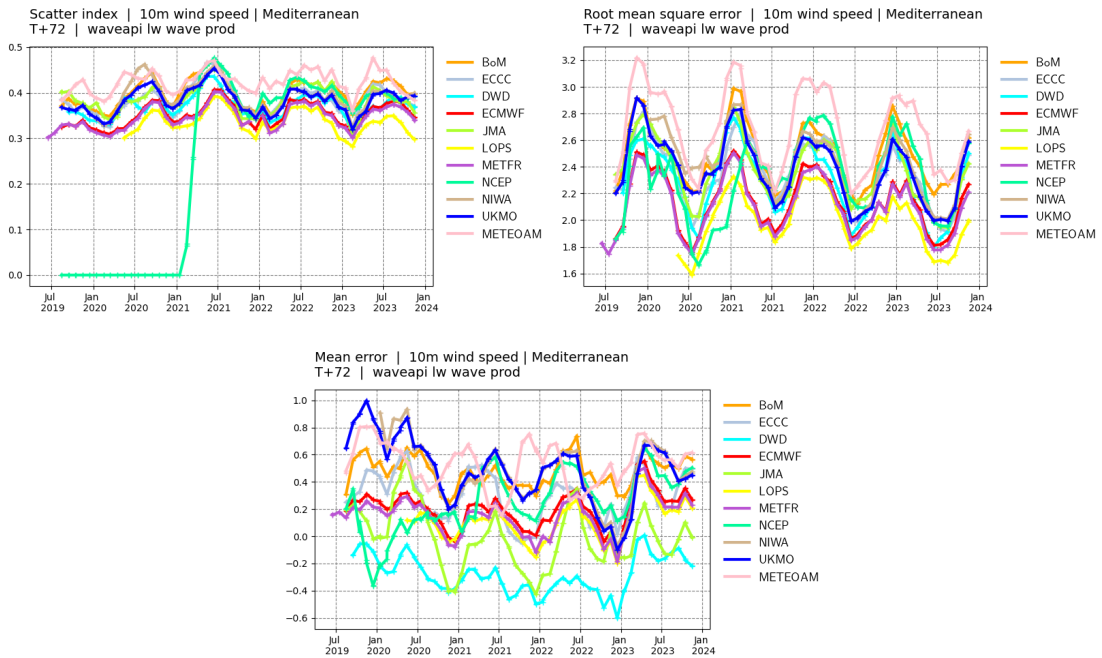 Scatter index | 10m wind speed | Mediterranean
T+72 | waveapi lw wave prod
0.5
0.4
0.3
0.2
0.1
0.0
Jul 2019
Jan 2020
Jul 2020
Jan 2021
Jul 2021
Jan 2022
Jul 2022
Jan 2023
Jul 2023
Jan 2024
BoM
ECCC
DWD
ECMWF
JMA
LOPS
METFR
NCEP
NIWA
UKMO
METEOAM
Root mean square error | 10m wind speed | Mediterranean
T+72 | waveapi lw wave prod
3.2
3.0
2.8
2.6
2.4
2.2
2.0
1.8
1.6
Jul 2019
Jan 2020
Jul 2020
Jan 2021
Jul 2021
Jan 2022
Jul 2022
Jan 2023
Jul 2023
Jan 2024
BoM
ECCC
DWD
ECMWF
JMA
LOPS
METFR
NCEP
NIWA
UKMO
METEOAM
Mean error | 10m wind speed | Mediterranean
T+72 | waveapi lw wave prod
1.0
0.8
0.6
0.4
0.2
0.0
−0.2
−0.4
−0.6
Jul 2019
Jan 2020
Jul 2020
Jan 2021
Jul 2021
Jan 2022
Jul 2022
Jan 2023
Jul 2023
Jan 2024
BoM
ECCC
DWD
ECMWF
JMA
LOPS
METFR
NCEP
NIWA
UKMO
METEOAM